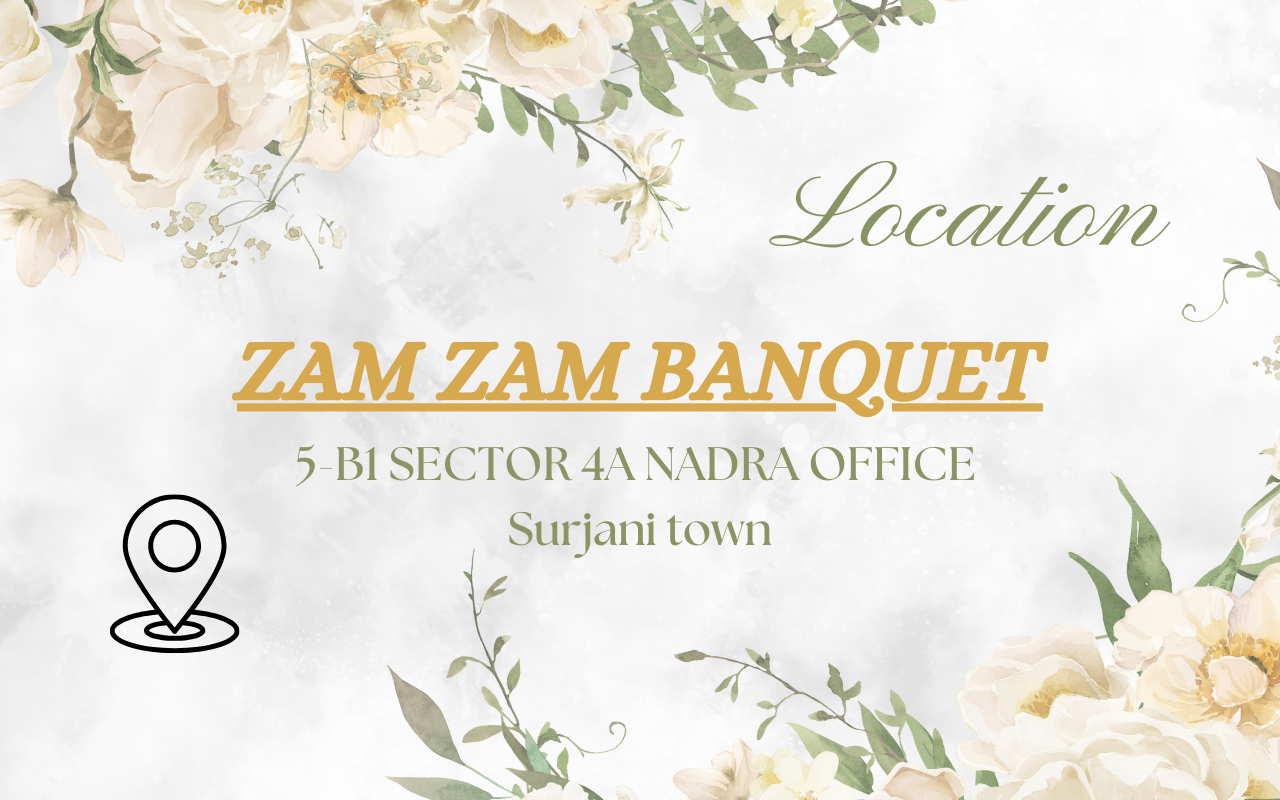 Location
ZAM ZAM BANQUET
5-B1 SECTOR 4A NADRA OFFICE
Surjani town